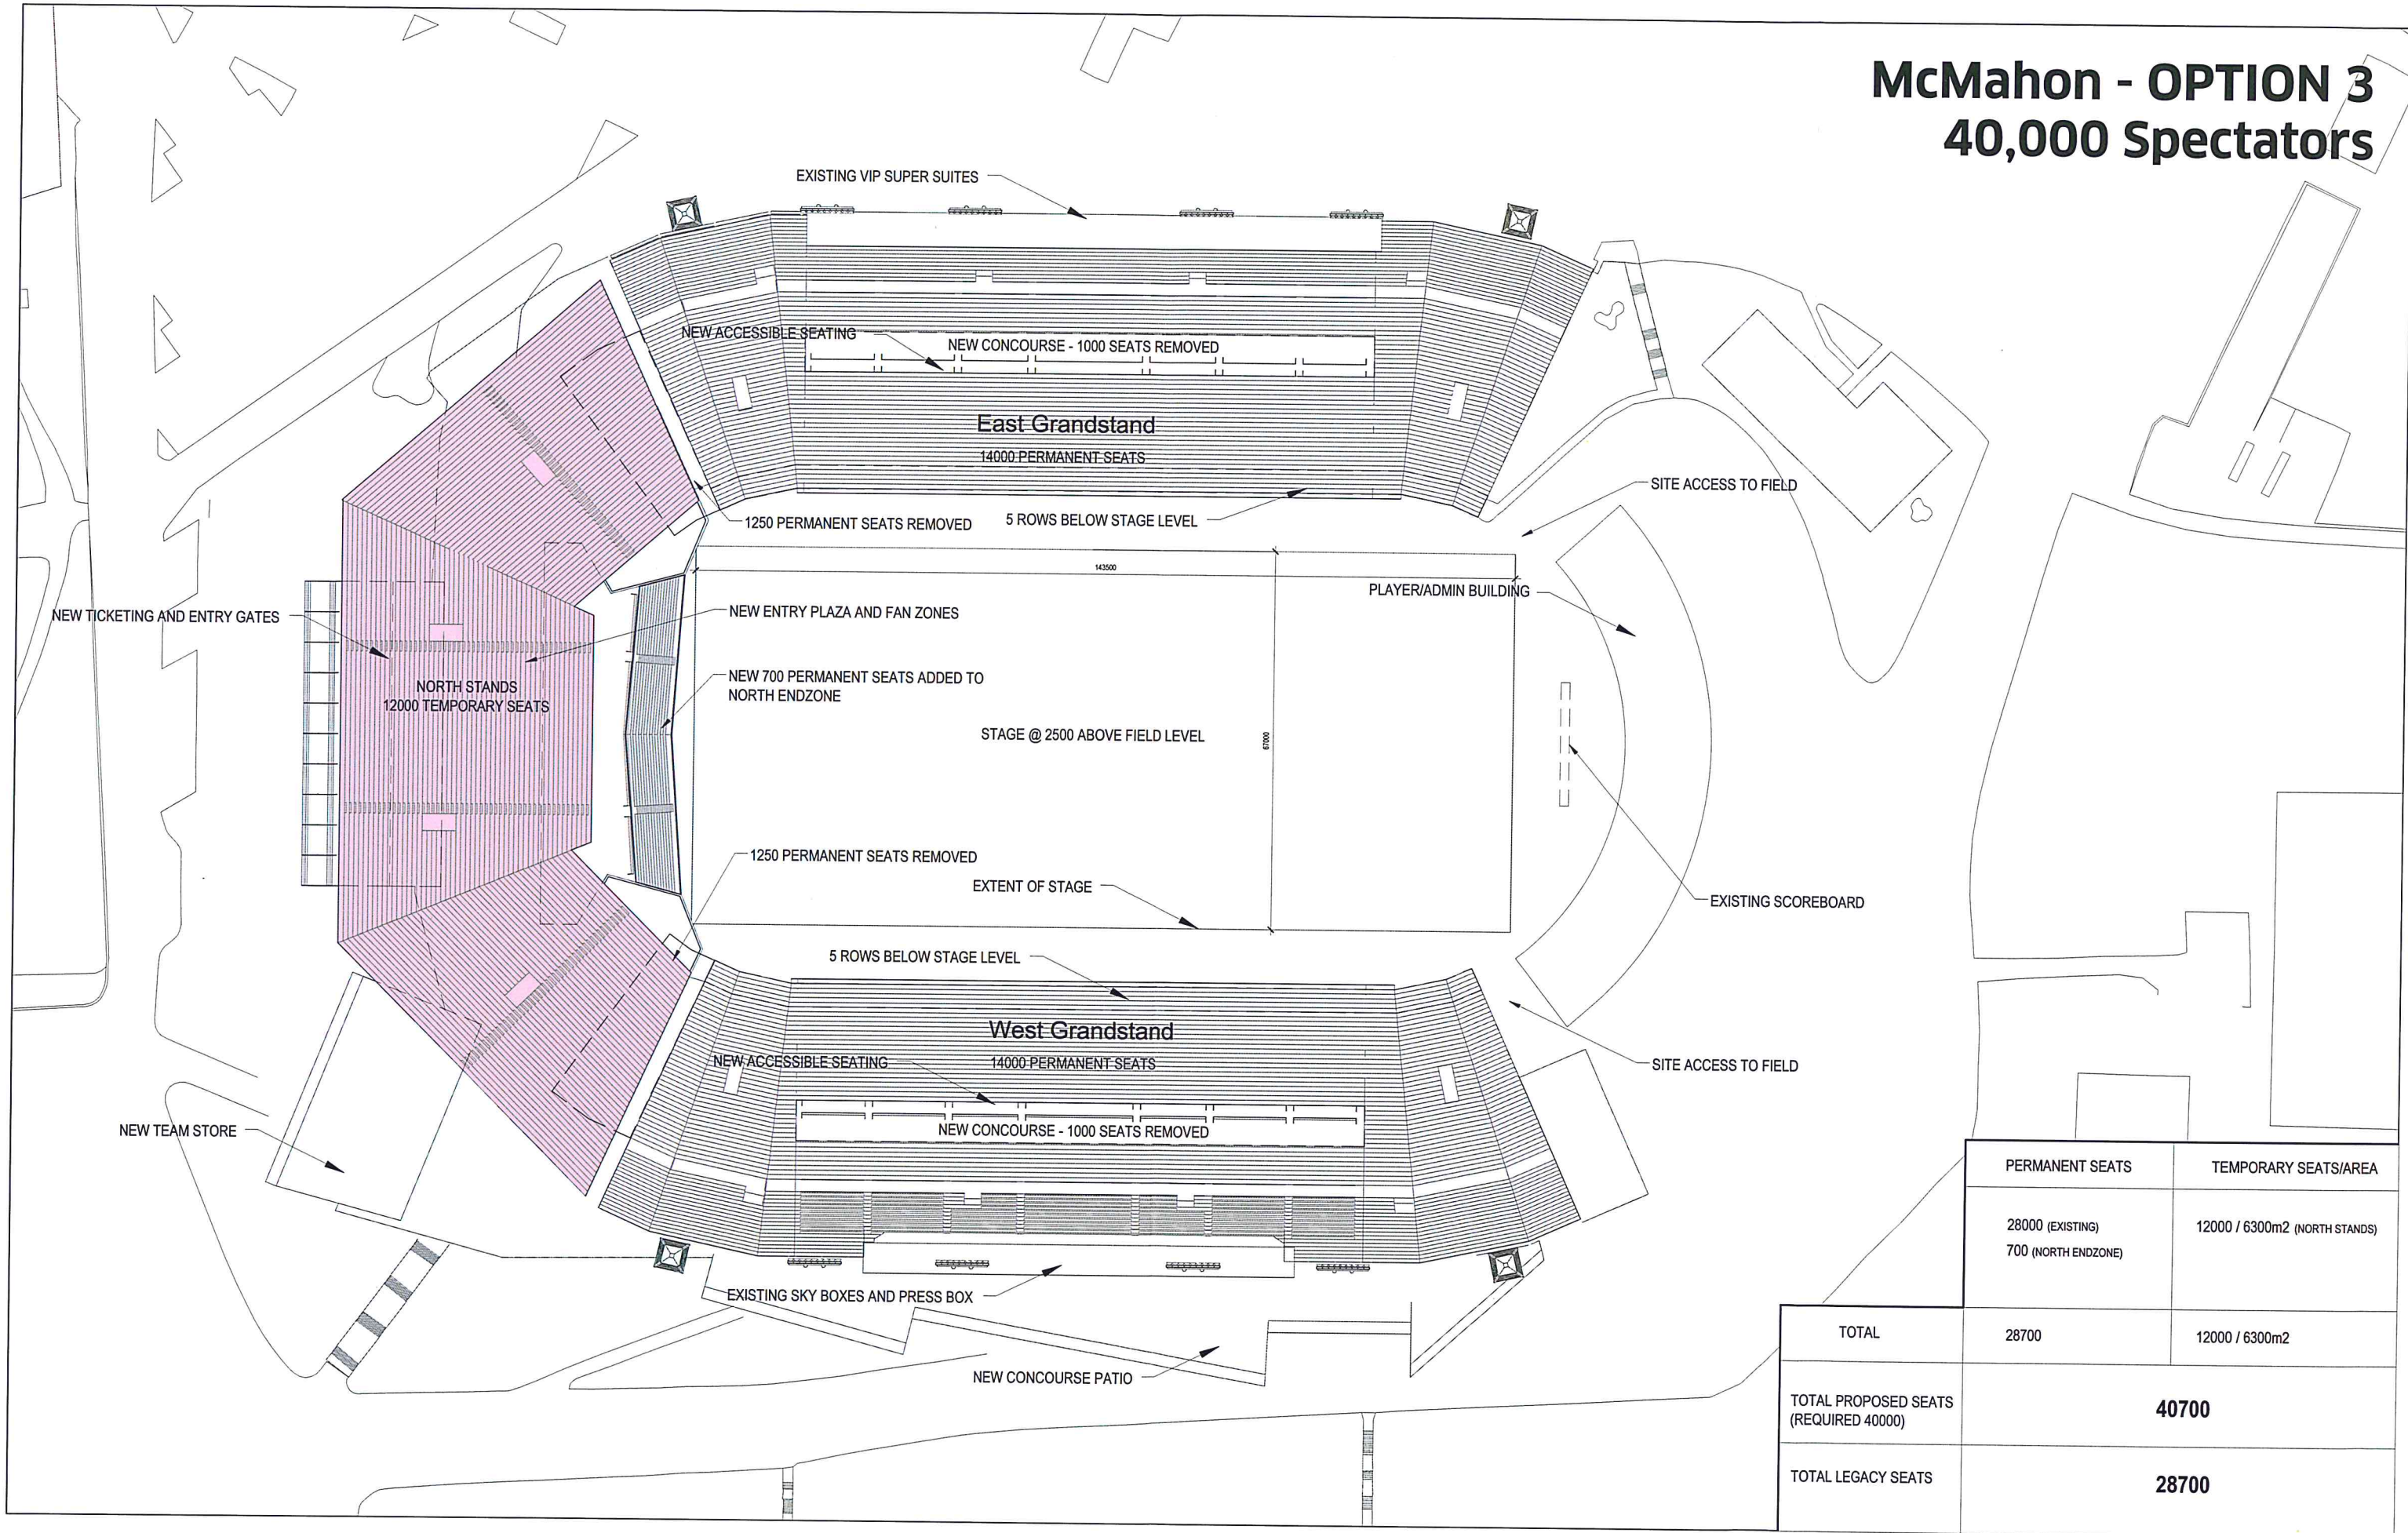 McMahon - OPTION 3
40,000 Spectators
EXISTING VIP SUPER SUITES
NEW ACCESSIBLE SEATING
NEW CONCOURSE - 1000 SEATS REMOVED
East Grandstand
14000 PERMANENT SEATS
SITE ACCESS TO FIELD
1250 PERMANENT SEATS REMOVED
5 ROWS BELOW STAGE LEVEL
143500
PLAYER/ADMIN BUILDING
NEW TICKETING AND ENTRY GATES
NEW ENTRY PLAZA AND FAN ZONES
NORTH STANDS
12000 TEMPORARY SEATS
NEW 700 PERMANENT SEATS ADDED TO
NORTH ENDZONE
STAGE @ 2500 ABOVE FIELD LEVEL
67000
1250 PERMANENT SEATS REMOVED
EXTENT OF STAGE
EXISTING SCOREBOARD
5 ROWS BELOW STAGE LEVEL
West Grandstand
NEW ACCESSIBLE SEATING
14000 PERMANENT SEATS
SITE ACCESS TO FIELD
NEW TEAM STORE
NEW CONCOURSE - 1000 SEATS REMOVED
EXISTING SKY BOXES AND PRESS BOX
NEW CONCOURSE PATIO
PERMANENT SEATS
TEMPORARY SEATS/AREA
28000 (EXISTING)
700 (NORTH ENDZONE)
12000 / 6300m2 (NORTH STANDS)
TOTAL
28700
12000 / 6300m2
TOTAL PROPOSED SEATS
(REQUIRED 40000)
40700
TOTAL LEGACY SEATS
28700